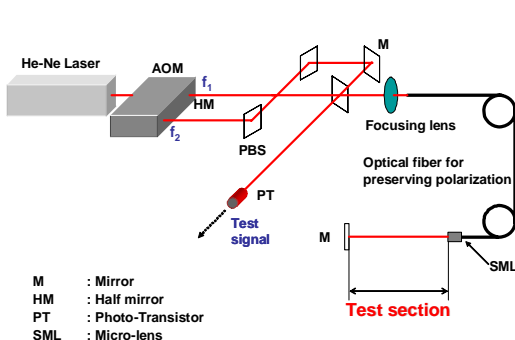 He-Ne Laser
AOM
f1
HM
f2
PBS
M
Focusing lens
Optical fiber for
preserving polarization
PT
Test
signal
M
SML
Test section
M : Mirror
HM : Half mirror
PT : Photo-Transistor
SML : Micro-lens